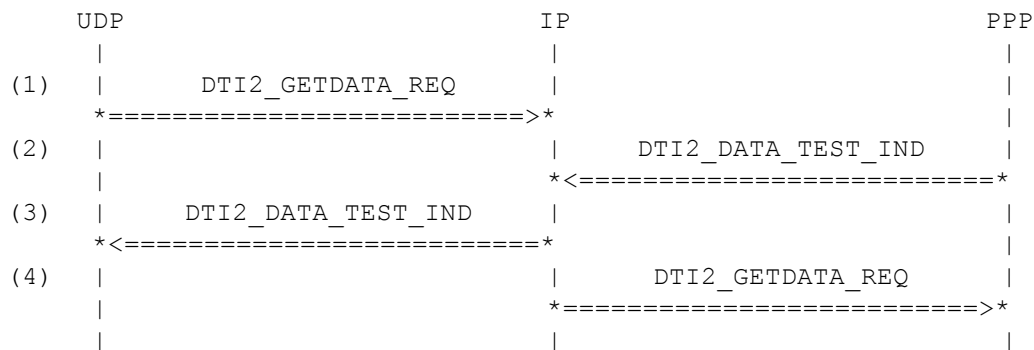 UDP IP PPP
(1) DTI2_GETDATA_REQ
(2) DTI2_DATA_TEST_IND
(3) DTI2_DATA_TEST_IND
(4) DTI2_GETDATA_REQ